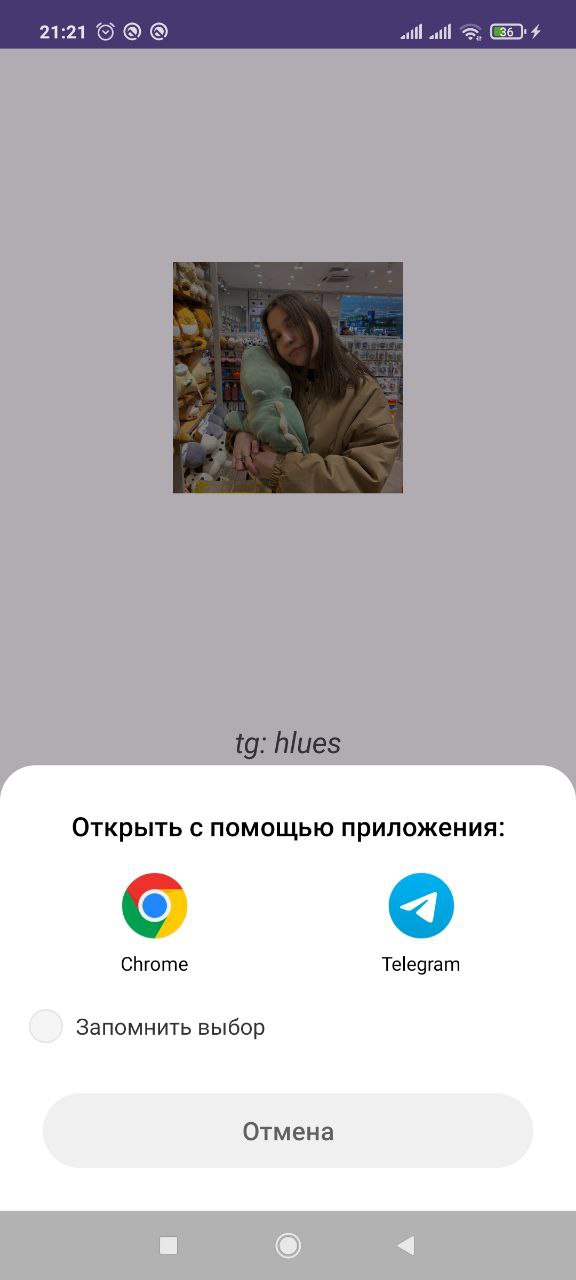 21:21
36
tg: hlues
Открыть с помощью приложения:
Chrome
Telegram
Запомнить выбор
Отмена